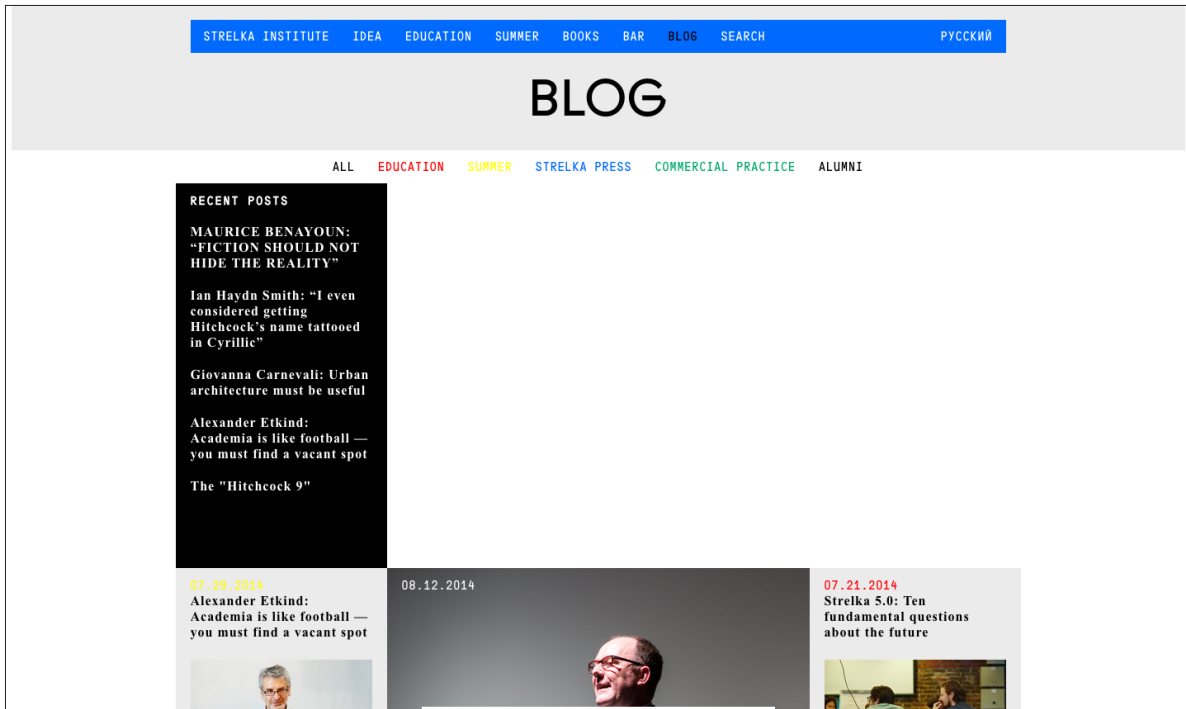 STRELKA INSTITUTE IDEA EDUCATION SUMMER BOOKS BAR BLOG SEARCH РУССКИЙ
BLOG
ALL EDUCATION SUMMER STRELKA PRESS COMMERCIAL PRACTICE ALUMNI
RECENT POSTS
MAURICE BENAYOUN:
“FICTION SHOULD NOT
HIDE THE REALITY”
Ian Haydn Smith: “I even
considered getting
Hitchcock’s name tattooed
in Cyrillic”
Giovanna Carnevali: Urban
architecture must be useful
Alexander Etkind:
Academia is like football —
you must find a vacant spot
The "Hitchcock 9"
07.29.2014
Alexander Etkind:
Academia is like football —
you must find a vacant spot
08.12.2014
07.21.2014
Strelka 5.0: Ten
fundamental questions
about the future